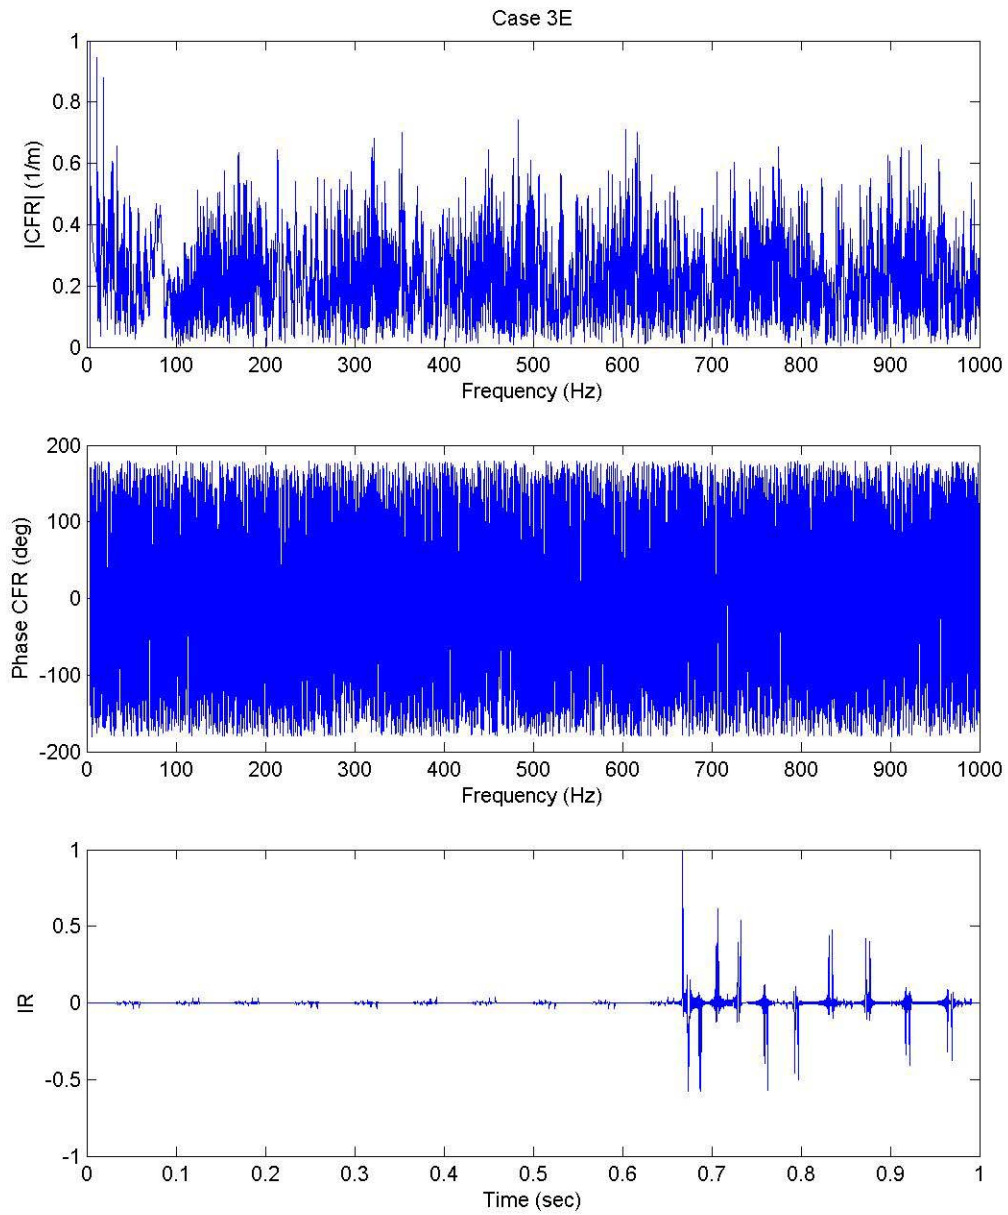 Case 3E
1
0.8
0.6
0.4
0.2
0
|CFR| (1/m)
0 100 200 300 400 500 600 700 800 900 1000
Frequency (Hz)
200
100
0
-100
-200
Phase CFR (deg)
0 100 200 300 400 500 600 700 800 900 1000
Frequency (Hz)
1
0.5
0
-0.5
-1
IR
0 0.1 0.2 0.3 0.4 0.5 0.6 0.7 0.8 0.9 1
Time (sec)